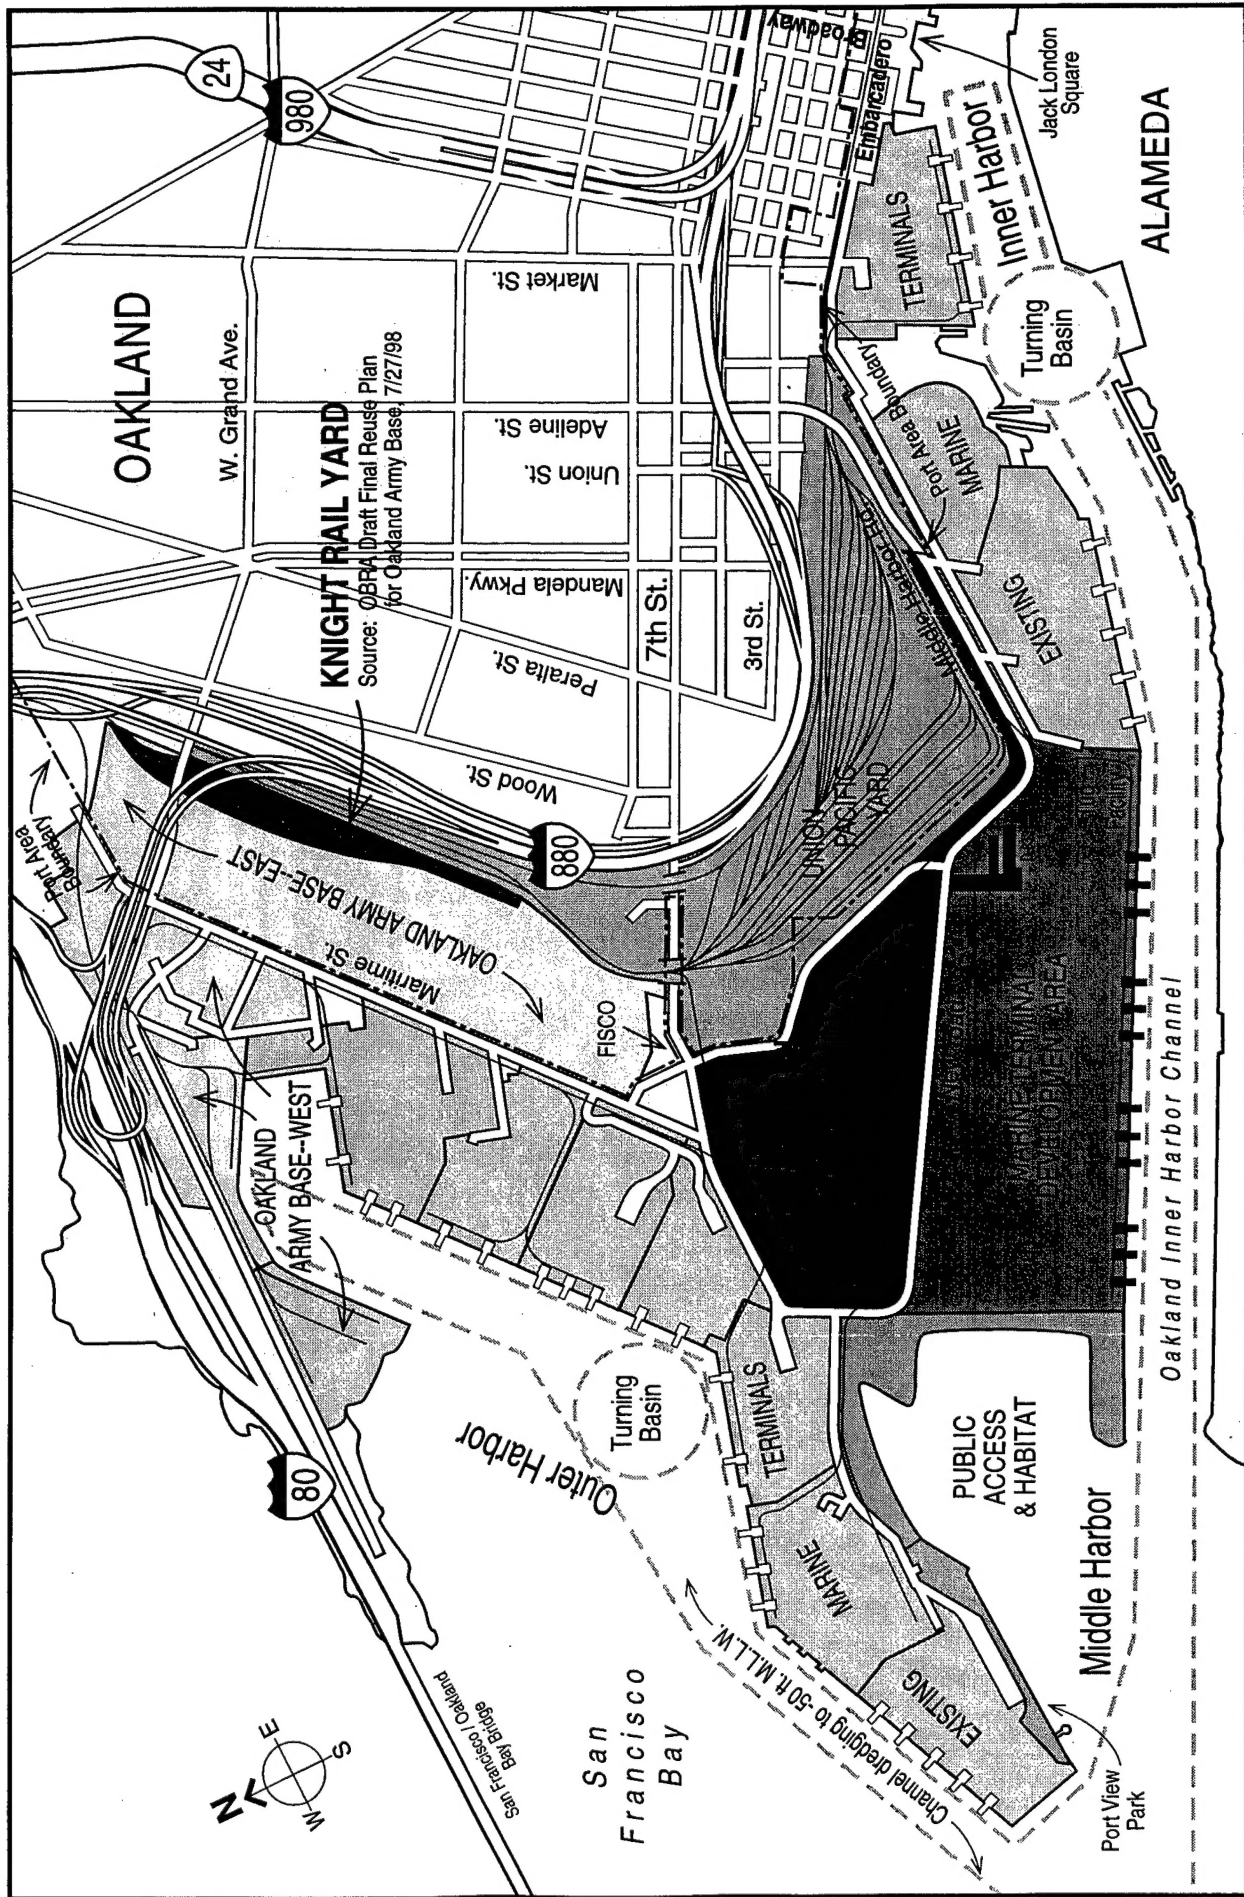 24
980
Broadway
Embarcadero
Jack London
Square
OAKLAND
W. Grand Ave.
Market St.
TERMINALS
Inner Harbor
ALAMEDA
KNIGHT RAIL YARD
Source: OBRA Draft Final Reuse Plan
for Oakland Army Base, 7/27/98
Adeline St.
Union St.
Mandela Pkwy.
Peralta St.
Wood St.
7th St.
3rd St.
Port Area Boundary
MARINE
Turning
Basin
Middle Harbor Rd.
EXISTING
Port Area
Boundary
OAKLAND ARMY BASE--EAST
Maritime St.
880
UNION
PACIFIC
YARD
FISCO
OAKLAND
ARMY BASE--WEST
MARINE TERMINAL
DEVELOPMENT AREA
Oakland Inner Harbor Channel
80
Outer Harbor
Turning
Basin
TERMINALS
MARINE
EXISTING
PUBLIC
ACCESS
& HABITAT
Middle Harbor
N
E
S
W
San Francisco / Oakland
Bay Bridge
San
Francisco
Bay
Channel dredging to -50 ft. M.L.L.W.
Port View
Park